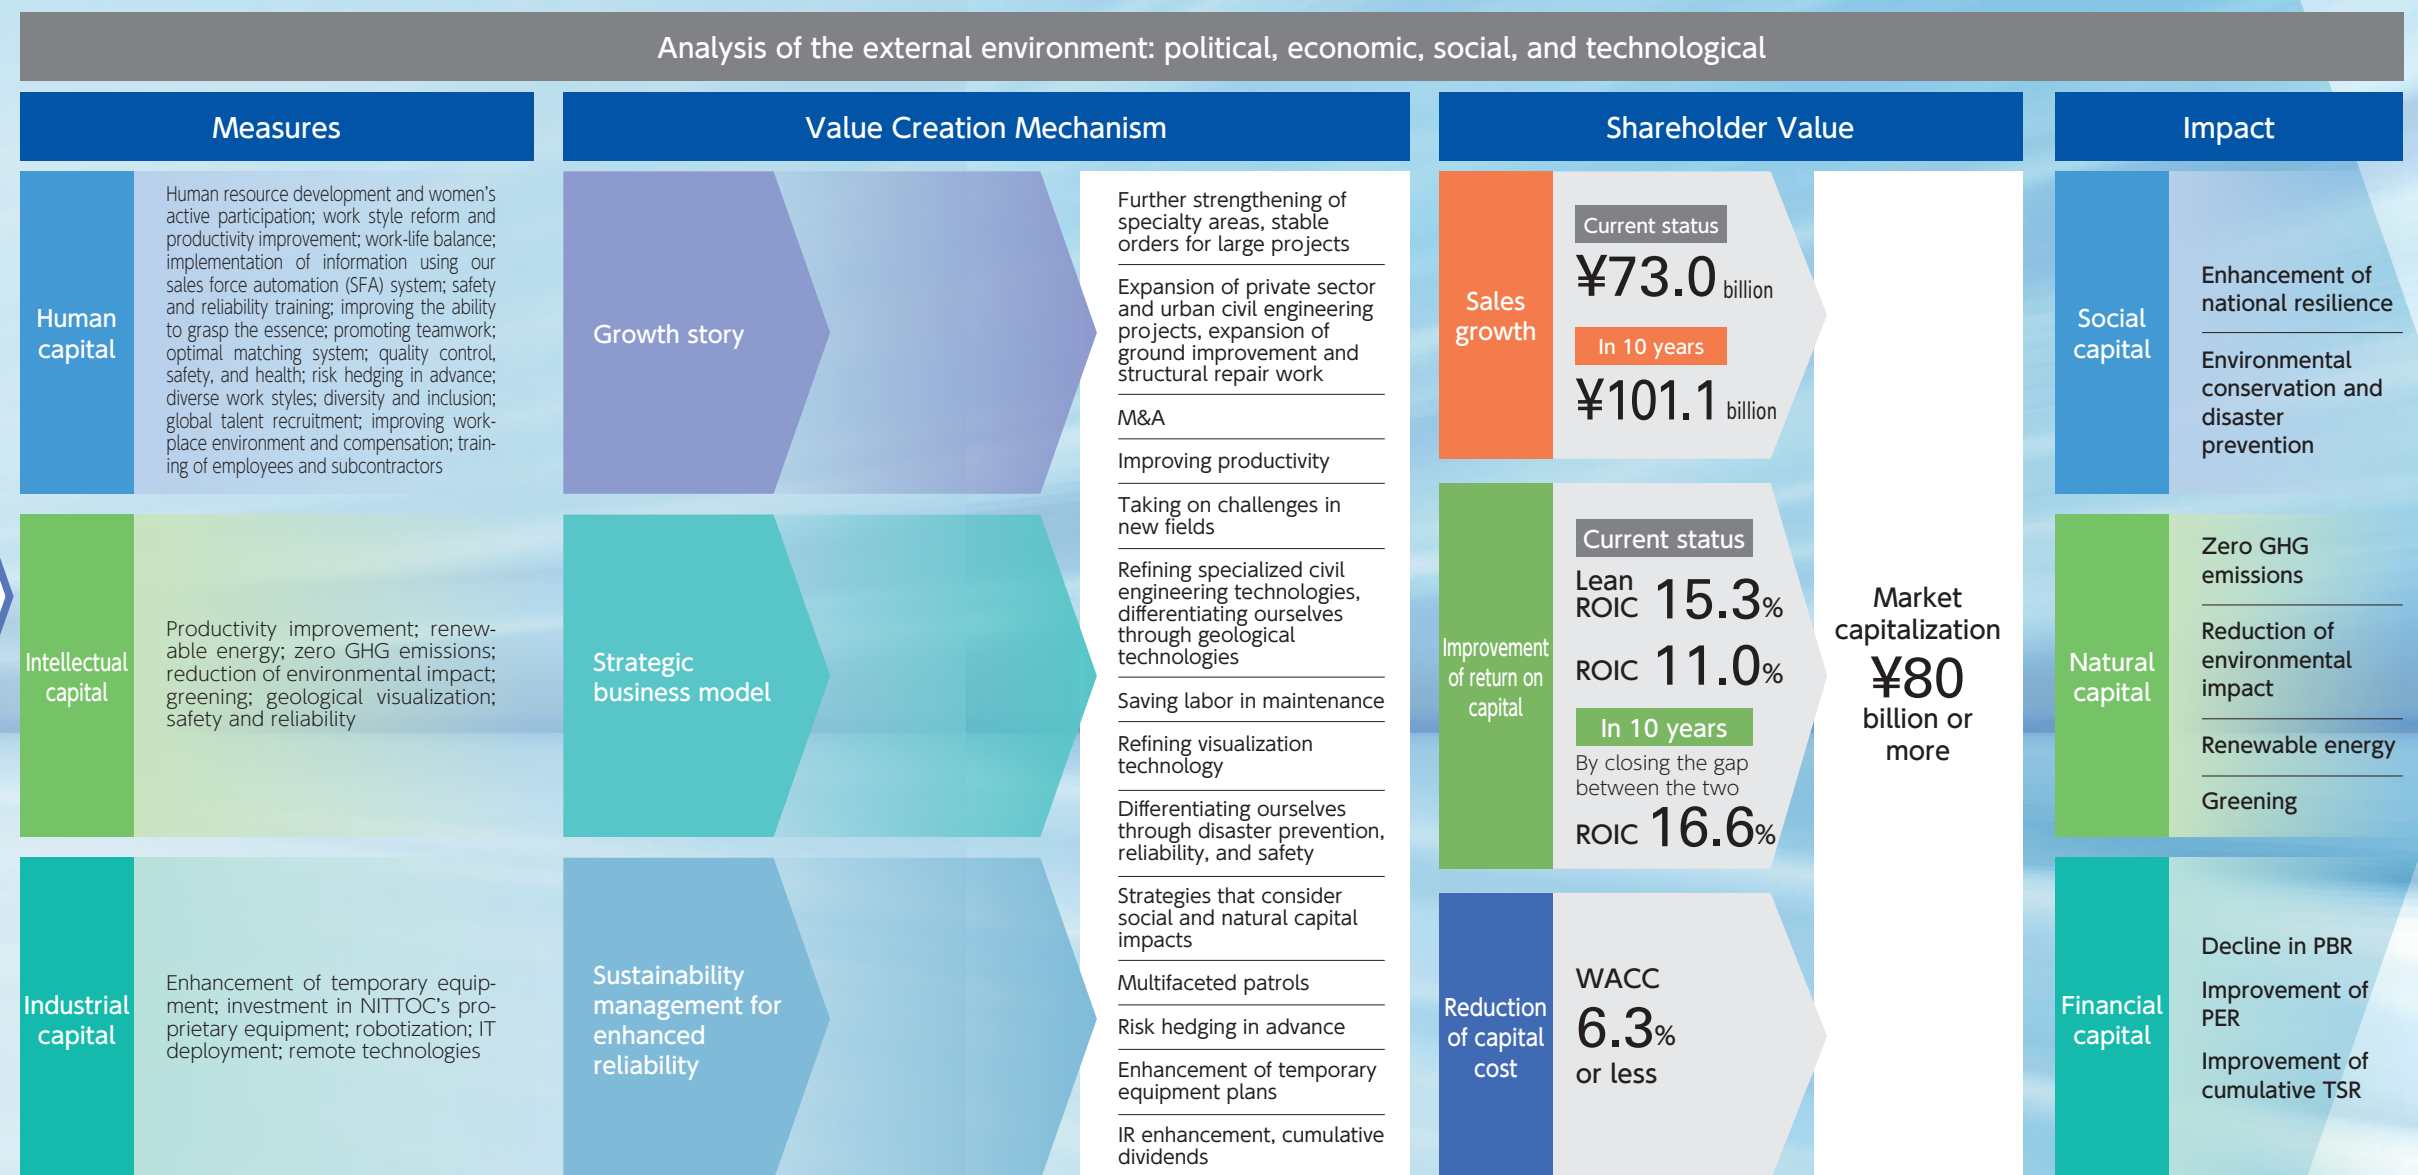 Analysis of the external environment: political, economic, social, and technological
Measures
Human
capital
Human resource development and women's
active participation; work style reform and
productivity improvement; work-life balance;
implementation of information using our
sales force automation (SFA) system; safety
and reliability training; improving the ability
to grasp the essence; promoting teamwork;
optimal matching system; quality control,
safety, and health; risk hedging in advance;
diverse work styles; diversity and inclusion;
global talent recruitment; improving work-
place environment and compensation; train-
ing of employees and subcontractors
Intellectual
capital
Productivity improvement; renew-
able energy; zero GHG emissions;
reduction of environmental impact;
greening; geological visualization;
safety and reliability
Industrial
capital
Enhancement of temporary equip-
ment; investment in NITTOC's pro-
prietary equipment; robotization; IT
deployment; remote technologies
Value Creation Mechanism
Growth story
Strategic
business model
Sustainability
management for
enhanced
reliability
Further strengthening of
specialty areas, stable
orders for large projects
Expansion of private sector
and urban civil engineering
projects, expansion of
ground improvement and
structural repair work
M&A
Improving productivity
Taking on challenges in
new fields
Refining specialized civil
engineering technologies,
differentiating ourselves
through geological
technologies
Saving labor in maintenance
Refining visualization
technology
Differentiating ourselves
through disaster prevention,
reliability, and safety
Strategies that consider
social and natural capital
impacts
Multifaceted patrols
Risk hedging in advance
Enhancement of temporary
equipment plans
IR enhancement, cumulative
dividends
Shareholder Value
Sales
growth
Current status
¥73.0 billion
In 10 years
¥101.1 billion
Improvement
of return on
capital
Current status
Lean
ROIC 15.3%
ROIC 11.0%
In 10 years
By closing the gap
between the two
ROIC 16.6%
Reduction
of capital
cost
WACC
6.3%
or less
Market
capitalization
¥80
billion or
more
Impact
Social
capital
Enhancement of
national resilience
Environmental
conservation and
disaster
prevention
Natural
capital
Zero GHG
emissions
Reduction of
environmental
impact
Renewable energy
Greening
Financial
capital
Decline in PBR
Improvement of
PER
Improvement of
cumulative TSR